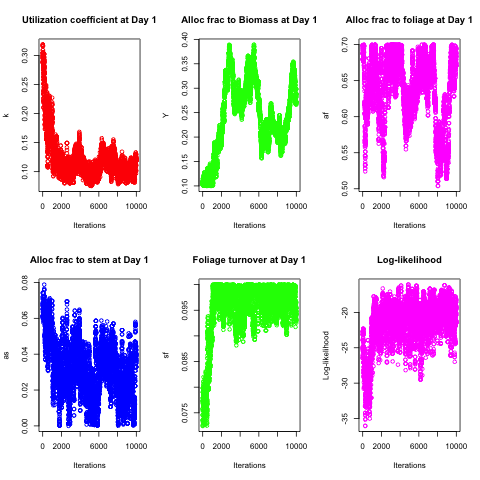 Utilization coefficient at Day 1
Alloc frac to Biomass at Day 1
Alloc frac to foliage at Day 1
k
0.10 0.15 0.20 0.25 0.30
0 2000 6000 10000
Iterations
Y
0.10 0.15 0.20 0.25 0.30 0.35 0.40
0 2000 6000 10000
Iterations
af
0.50 0.55 0.60 0.65 0.70
0 2000 6000 10000
Iterations
Alloc frac to stem at Day 1
Foliage turnover at Day 1
Log-likelihood
as
0.00 0.02 0.04 0.06 0.08
0 2000 6000 10000
Iterations
sf
0.075 0.085 0.095
0 2000 6000 10000
Iterations
Log-likelihood
-35 -30 -25 -20
0 2000 6000 10000
Iterations